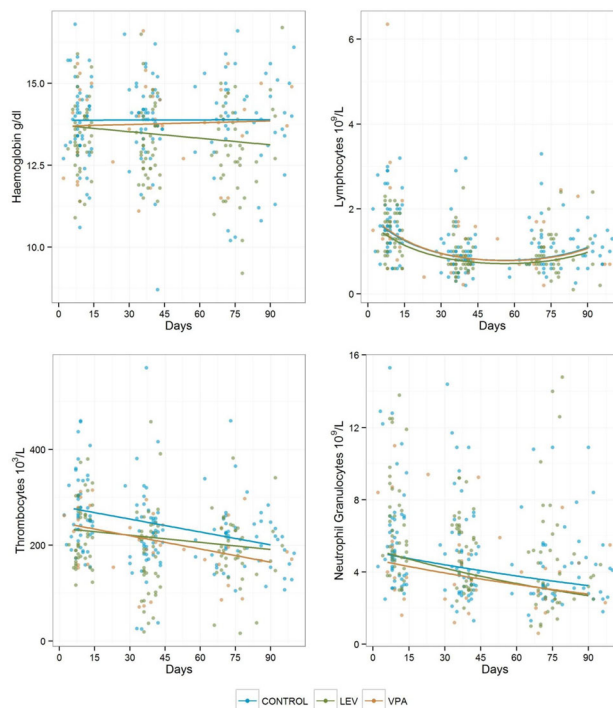 15.0
12.5
10.0
Haemoglobin g/dl
0 15 30 45 60 75 90
Days
6
4
2
0
Lymphocytes 10⁹/L
0 15 30 45 60 75 90
Days
400
200
0
Thrombocytes 10³/L
0 15 30 45 60 75 90
Days
16
12
8
4
0
Neutrophil Granulocytes 10⁹/L
0 15 30 45 60 75 90
Days
CONTROL LEV VPA